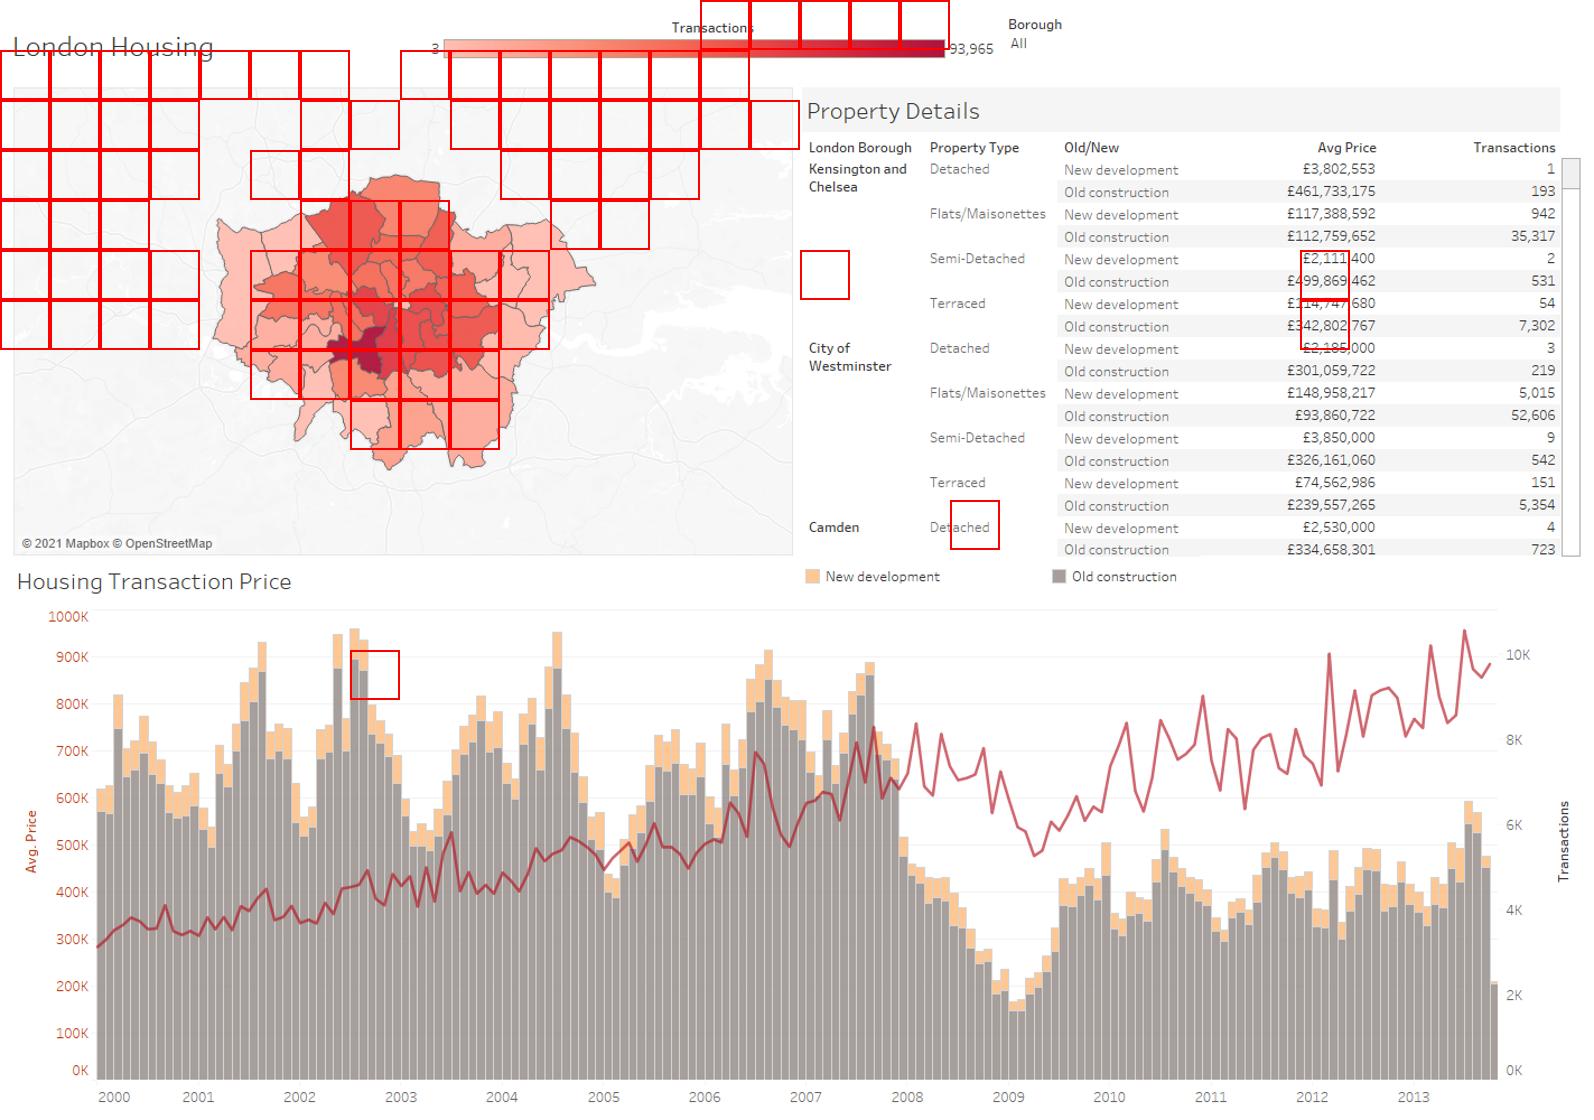 London Housing
Transactions
3
93,965
Borough
All
© 2021 Mapbox © OpenStreetMap
Property Details
London Borough Property Type Old/New Avg Price Transactions
Kensington and Chelsea Detached New development £3,802,553 1
Old construction £461,733,175 193
Flats/Maisonettes New development £117,388,592 942
Old construction £112,759,652 35,317
Semi-Detached New development £2,111,400 2
Old construction £499,869,462 531
Terraced New development £114,747,680 54
Old construction £342,802,767 7,302
City of Westminster Detached New development £2,185,000 3
Old construction £301,059,722 219
Flats/Maisonettes New development £148,958,217 5,015
Old construction £93,860,722 52,606
Semi-Detached New development £3,850,000 9
Old construction £326,161,060 542
Terraced New development £74,562,986 151
Old construction £239,557,265 5,354
Camden Detached New development £2,530,000 4
Old construction £334,658,301 723
Housing Transaction Price
New development
Old construction
1000K
900K
800K
700K
600K
500K
400K
300K
200K
100K
0K
Avg. Price
10K
8K
6K
4K
2K
0K
Transactions
2000 2001 2002 2003 2004 2005 2006 2007 2008 2009 2010 2011 2012 2013